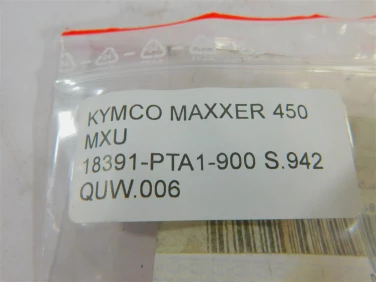 KYMCO MAXXER 450
MXU
18391-PTA1-900 S.942
QUW.006